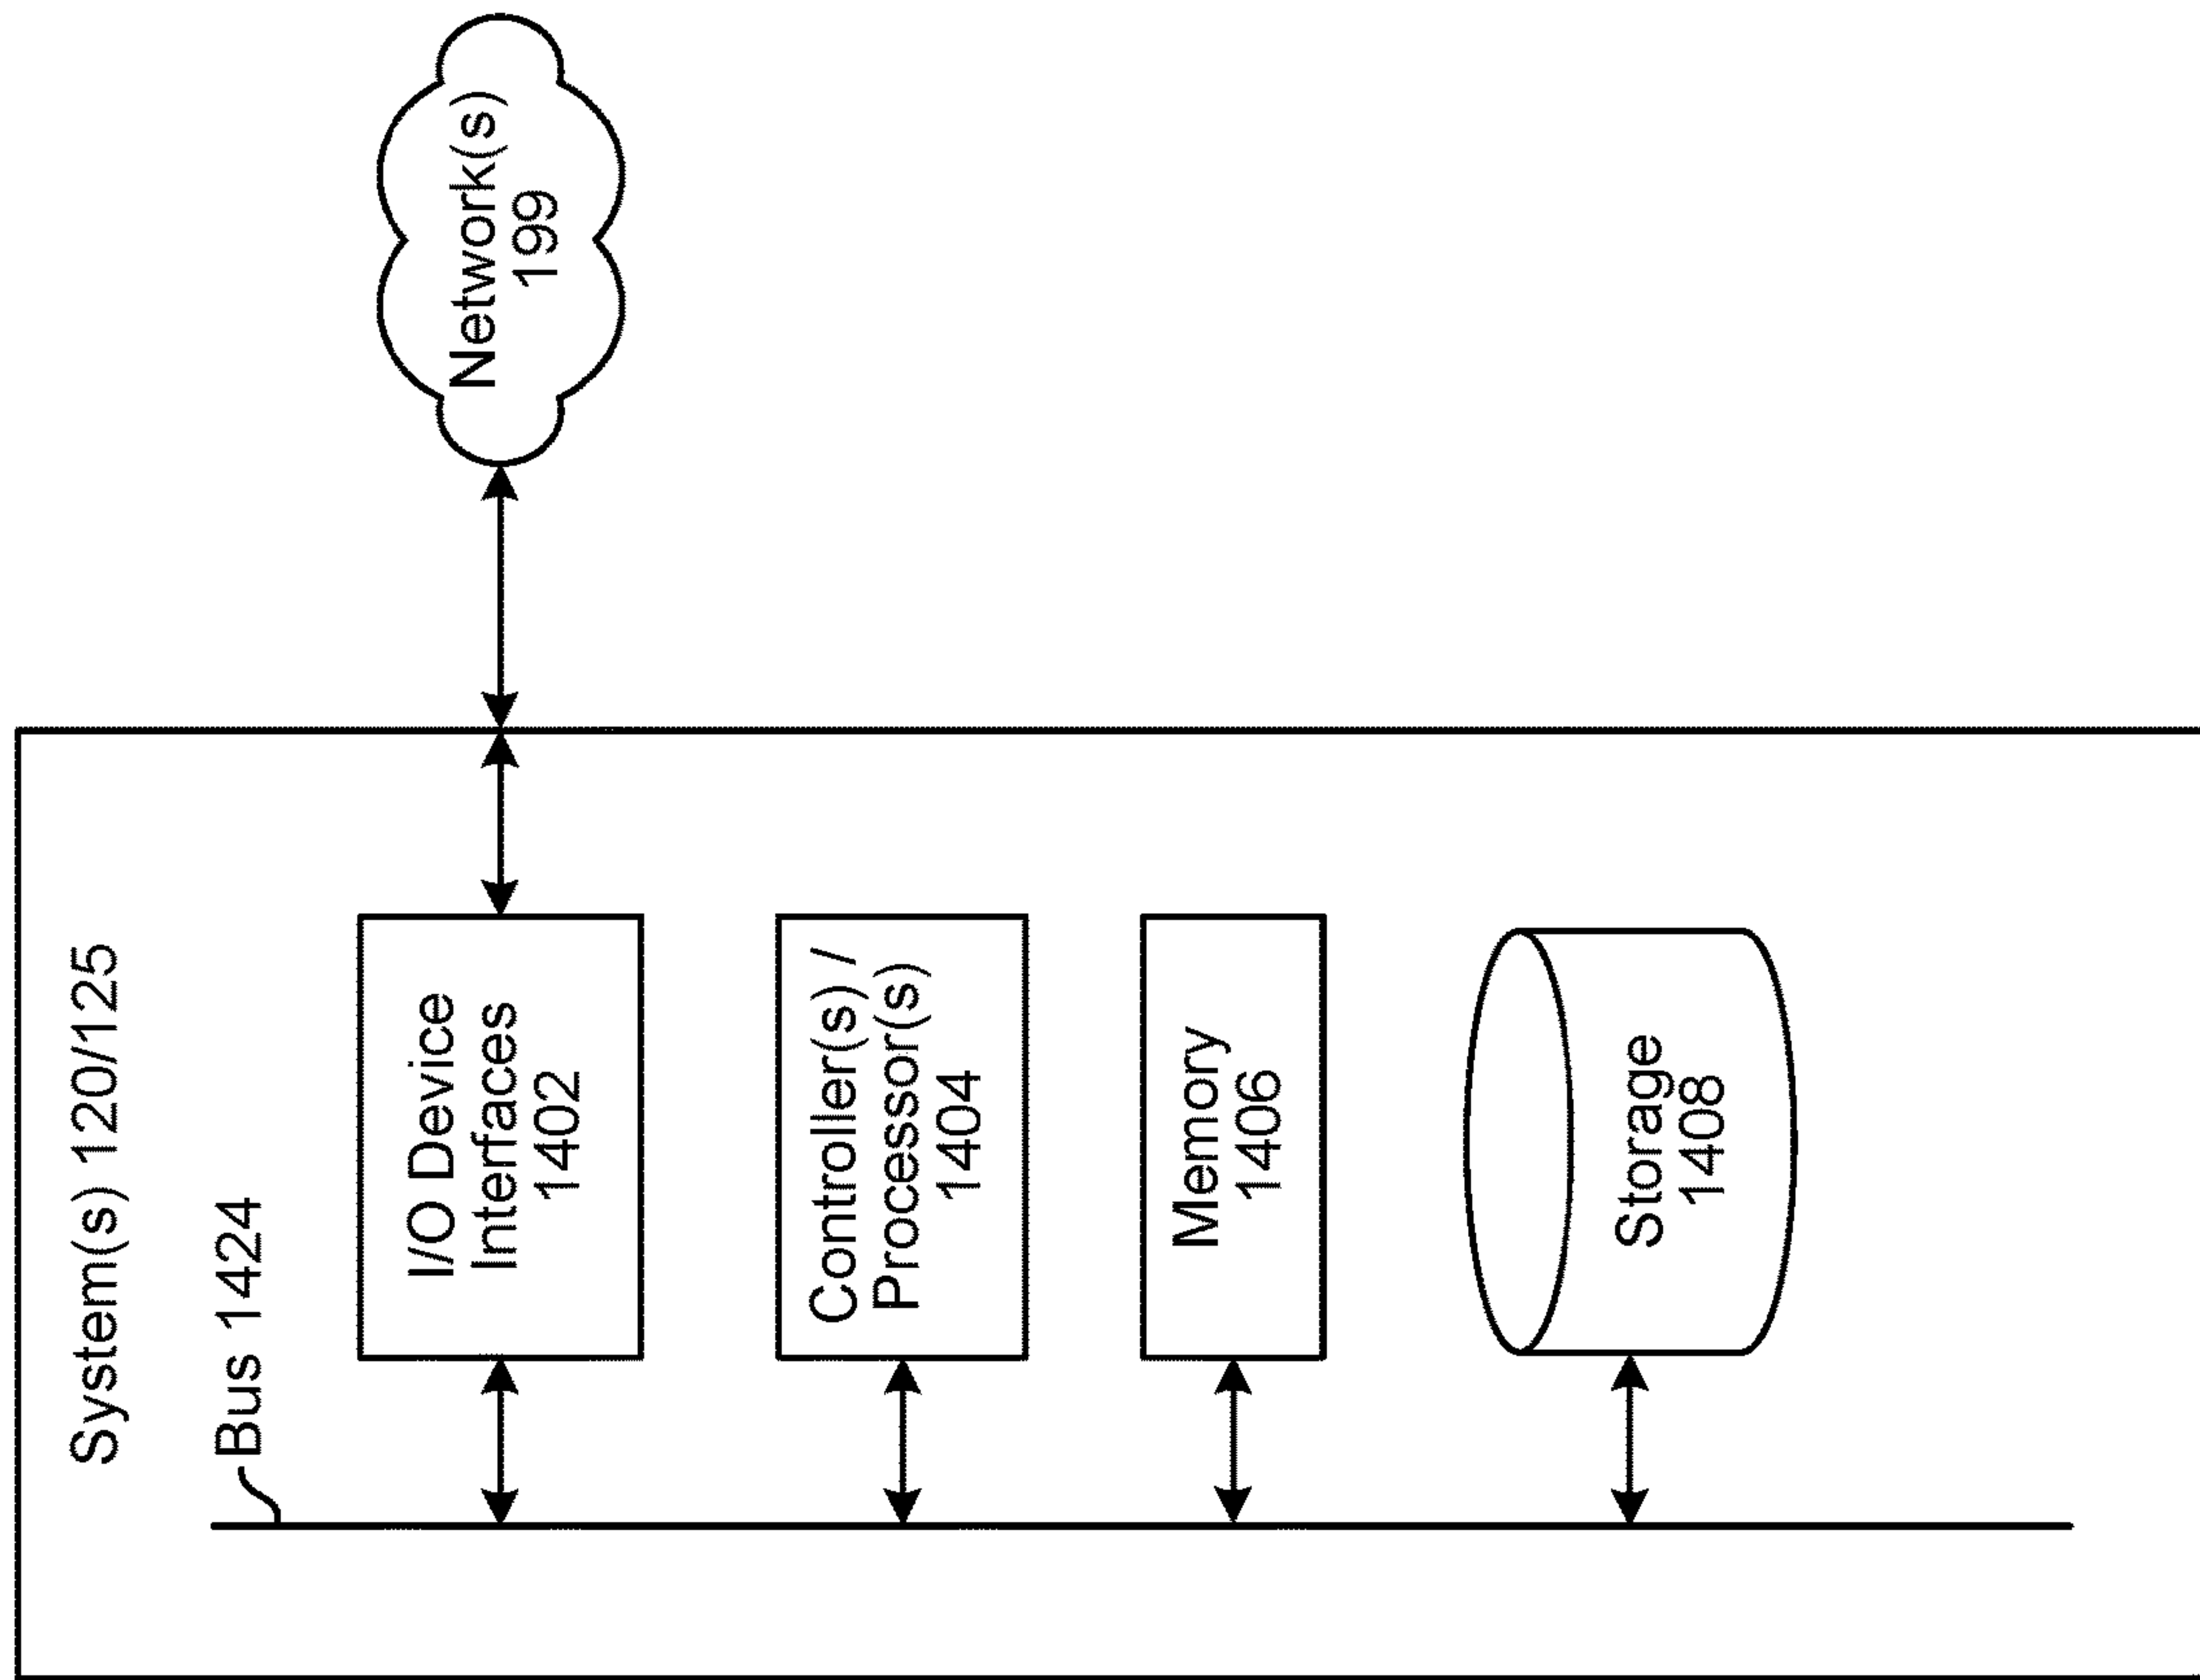 System(s) 120/125
Bus 1424
I/O Device
Interfaces
1402
Controller(s) /
Processor(s)
1404
Memory
1406
Storage
1408
Network(s)
199